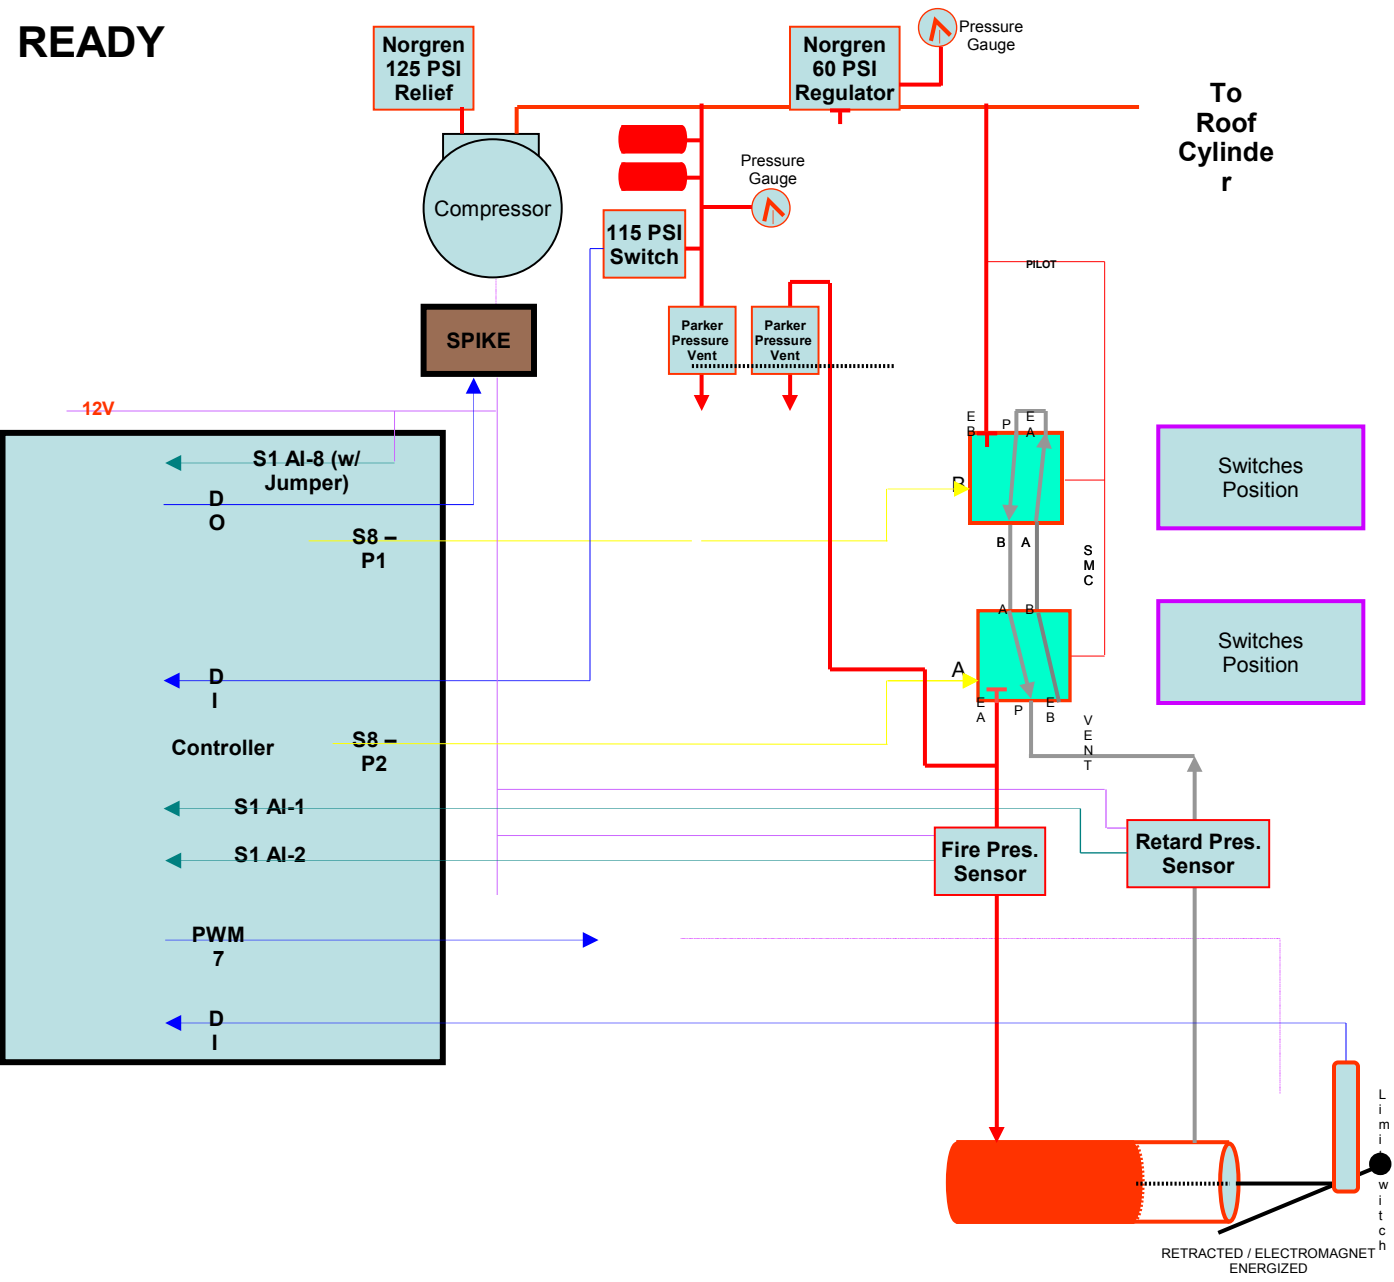 READY
Norgren
125 PSI
Relief
Norgren
60 PSI
Regulator
Pressure
Gauge
To
Roof
Cylinde
r
Pressure
Gauge
Compressor
115 PSI
Switch
PILOT
Parker
Pressure
Vent
Parker
Pressure
Vent
SPIKE
12V
E
B
P
E
A
S1 AI-8 (w/
Jumper)
D
O
B
Switches
Position
S8 –
P1
B
A
S
M
C
A
B
Switches
Position
D
I
A
E
A
P
E
B
V
E
N
T
Controller
S8 –
P2
S1 AI-1
S1 AI-2
Fire Pres.
Sensor
Retard Pres.
Sensor
PWM
7
D
I
L
i
m
i
w
i
t
c
h
RETRACTED / ELECTROMAGNET
ENERGIZED